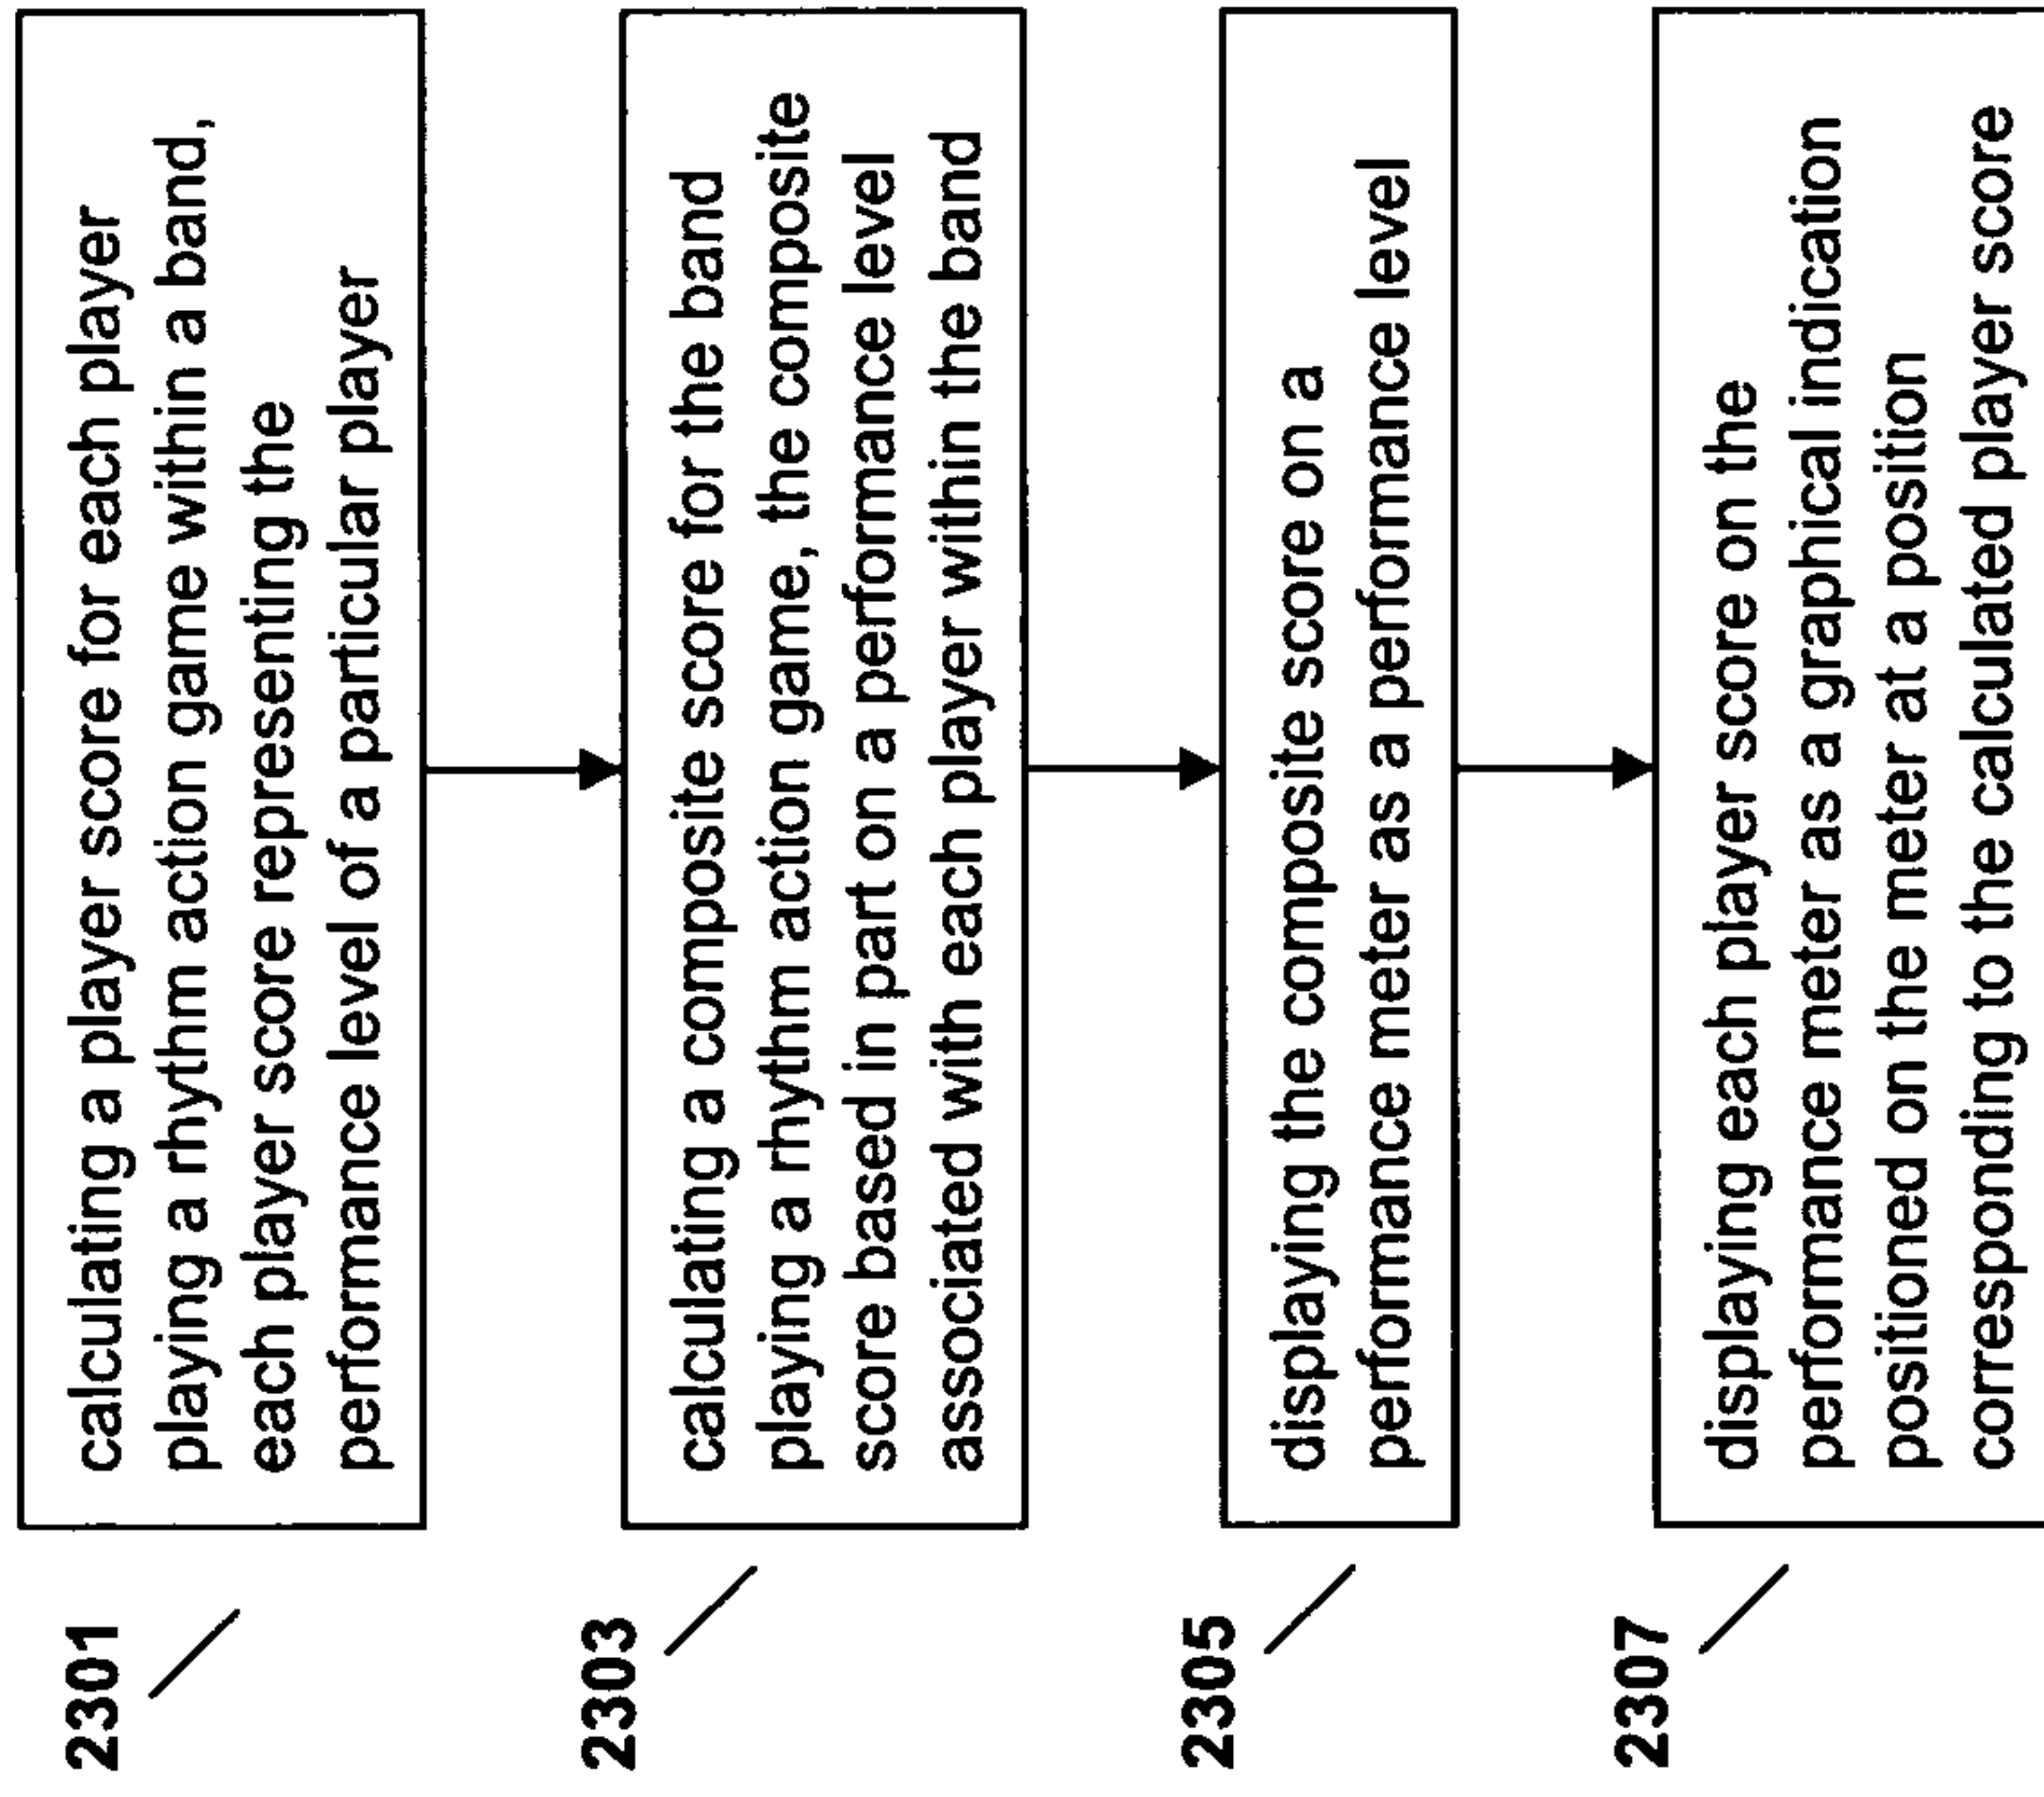 2301
calculating a player score for each player
playing a rhythm action game within a band,
each player score representing the
performance level of a particular player
2303
calculating a composite score for the band
playing a rhythm action game, the composite
score based in part on a performance level
associated with each player within the band
2305
displaying the composite score on a
performance meter as a performance level
2307
displaying each player score on the
performance meter as a graphical indication
positioned on the meter at a position
corresponding to the calculated player score